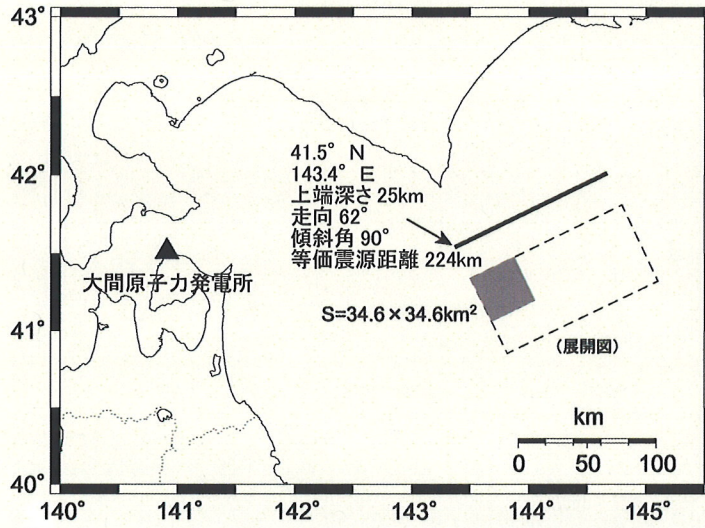 43°
42°
41°
40°
41.5° N
143.4° E
上端深さ 25km
走向 62°
傾斜角 90°
等価震源距離 224km
大間原子力発電所
S=34.6×34.6km²
(展開図)
km
0 50 100
140° 141° 142° 143° 144° 145°